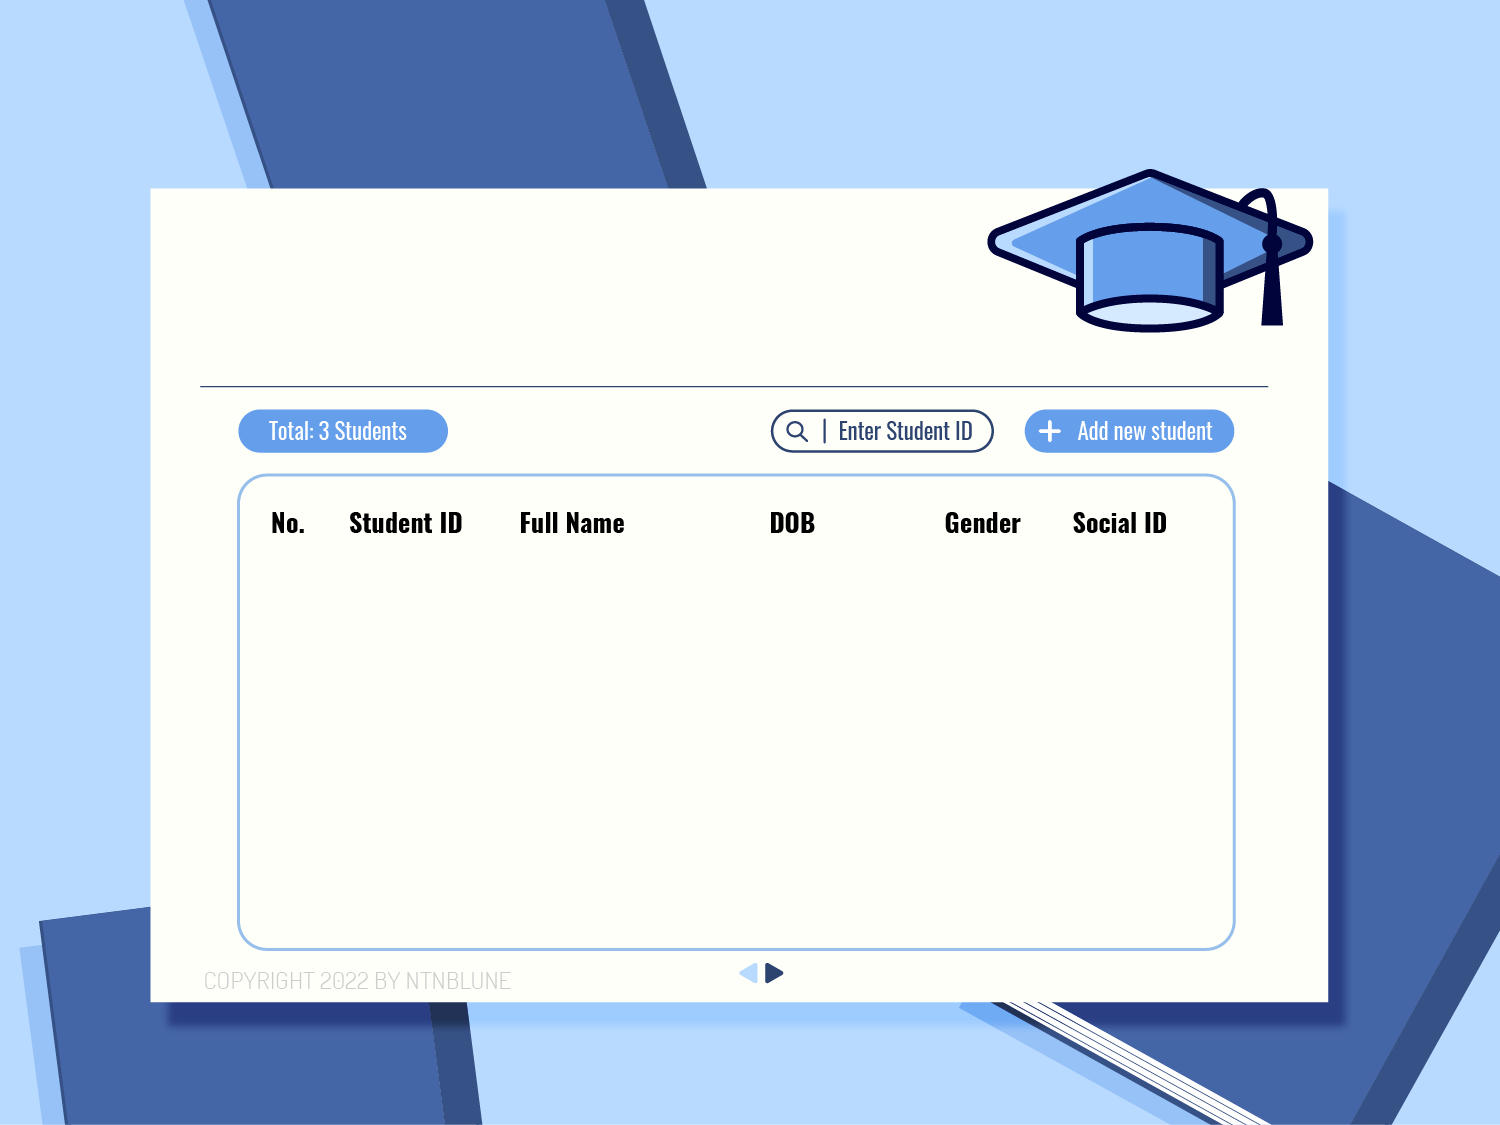 Total: 3 Students
Enter Student ID
Add new student
No. Student ID Full Name DOB Gender Social ID
COPYRIGHT 2022 BY NTNBLUNE